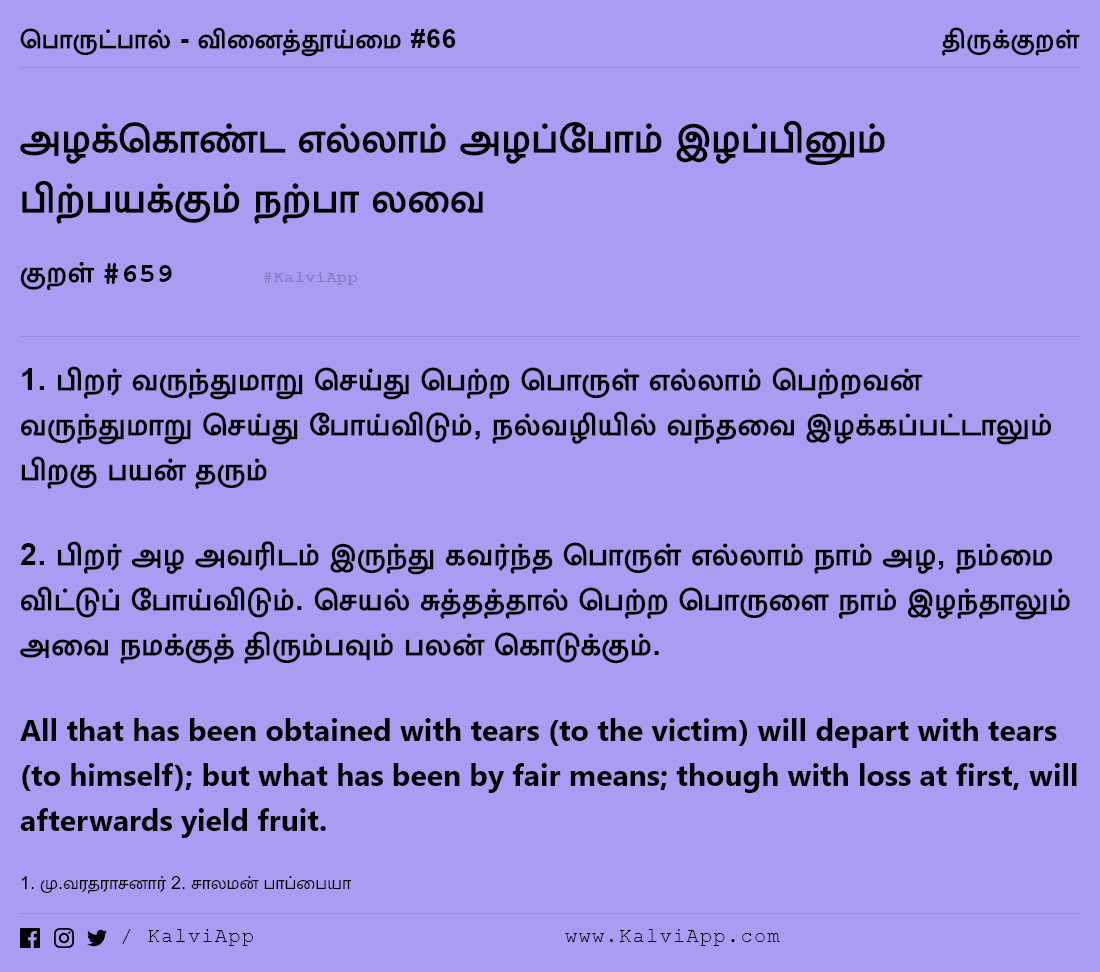 பொருட்பால் - வினைத்தூய்மை #66 திருக்குறள்
அழக்கொண்ட எல்லாம் அழப்போம் இழப்பினும்
பிற்பயக்கும் நற்பா லவை
குறள் #659 #KalviApp
1. பிறர் வருந்துமாறு செய்து பெற்ற பொருள் எல்லாம் பெற்றவன்
வருந்துமாறு செய்து போய்விடும், நல்வழியில் வந்தவை இழக்கப்பட்டாலும்
பிறகு பயன் தரும்
2. பிறர் அழ அவரிடம் இருந்து கவர்ந்த பொருள் எல்லாம் நாம் அழ, நம்மை
விட்டுப் போய்விடும். செயல் சுத்தத்தால் பெற்ற பொருளை நாம் இழந்தாலும்
அவை நமக்குத் திரும்பவும் பலன் கொடுக்கும்.
All that has been obtained with tears (to the victim) will depart with tears
(to himself); but what has been by fair means; though with loss at first, will
afterwards yield fruit.
1. மு.வரதராசனார் 2. சாலமன் பாப்பையா
/ KalviApp www.KalviApp.com